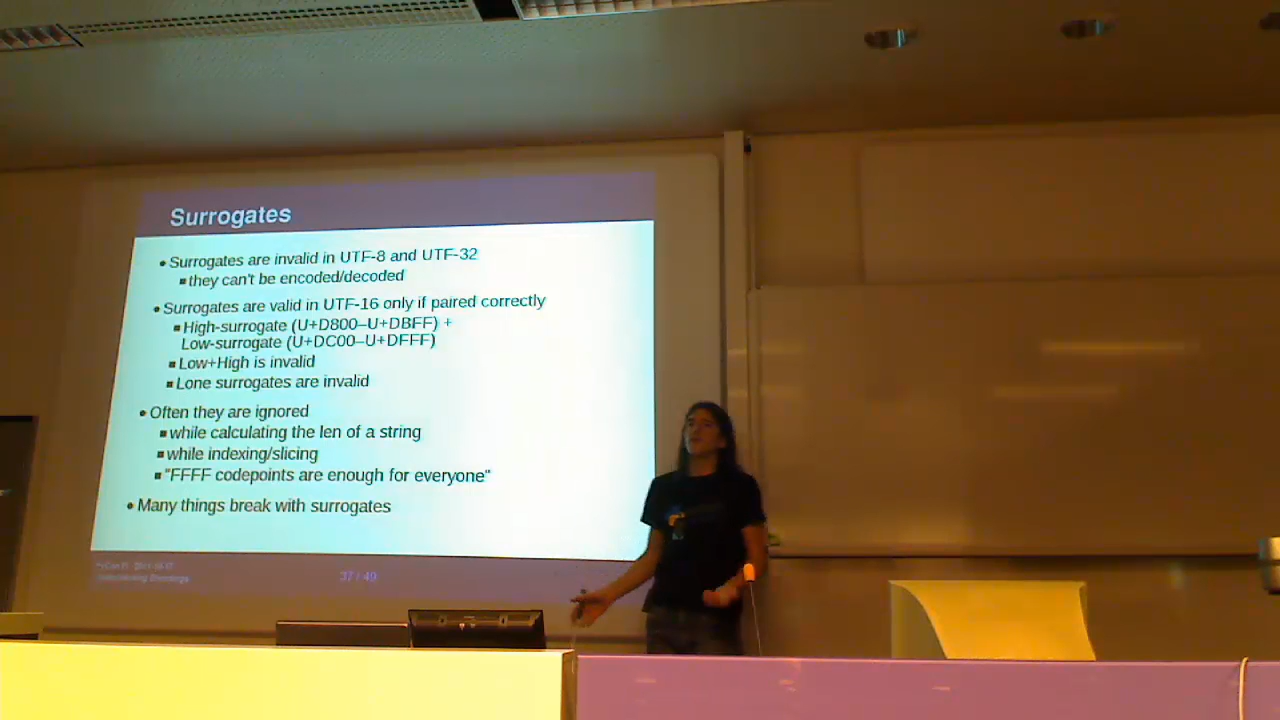 Surrogates
• Surrogates are invalid in UTF-8 and UTF-32
▪ they can't be encoded/decoded
• Surrogates are valid in UTF-16 only if paired correctly
▪ High-surrogate (U+D800–U+DBFF) +
Low-surrogate (U+DC00–U+DFFF)
▪ Low+High is invalid
▪ Lone surrogates are invalid
• Often they are ignored
▪ while calculating the len of a string
▪ while indexing/slicing
▪ "FFFF codepoints are enough for everyone"
• Many things break with surrogates
37 / 49